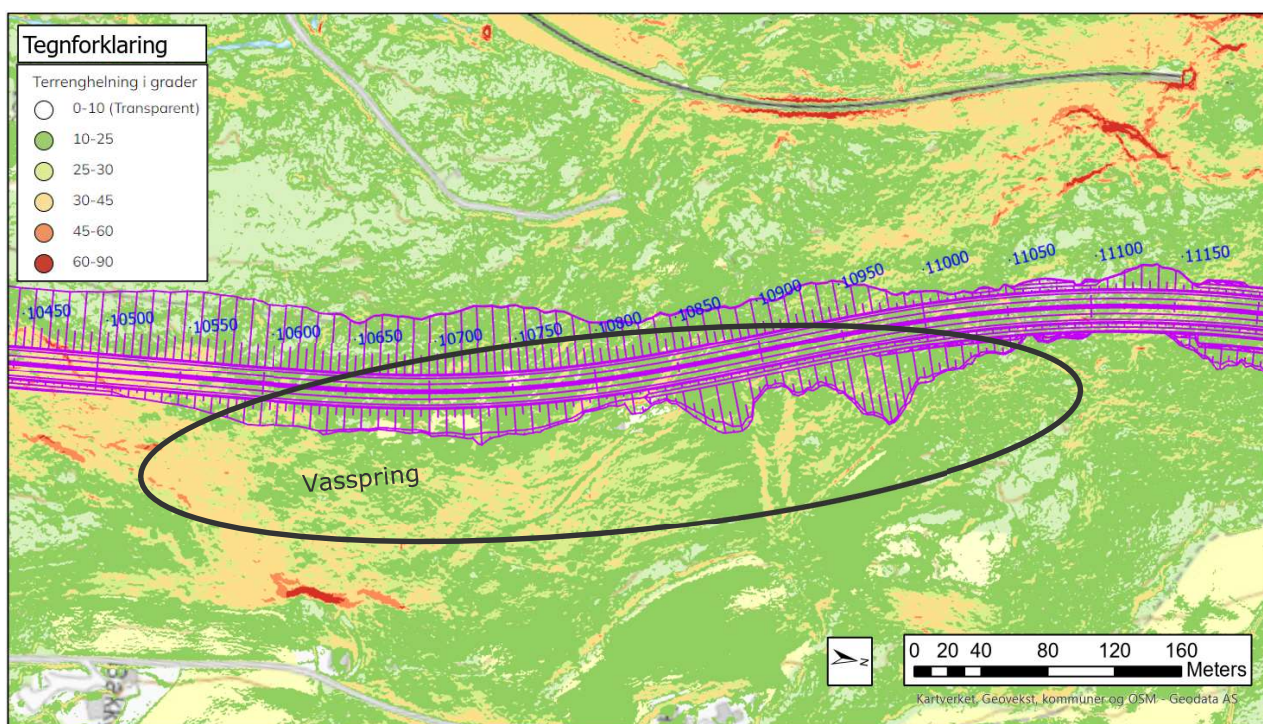 Tegnforklaring
Terrenghelning i grader
0-10 (Transparent)
10-25
25-30
30-45
45-60
60-90
10450
10500
10550
10600
10650
10700
10750
10800
10850
10900
10950
11000
11050
11100
11150
Vasspring
N
0 20 40 80 120 160
Meters
Kartverket, Geovekst, kommuner og OSM - Geodata AS